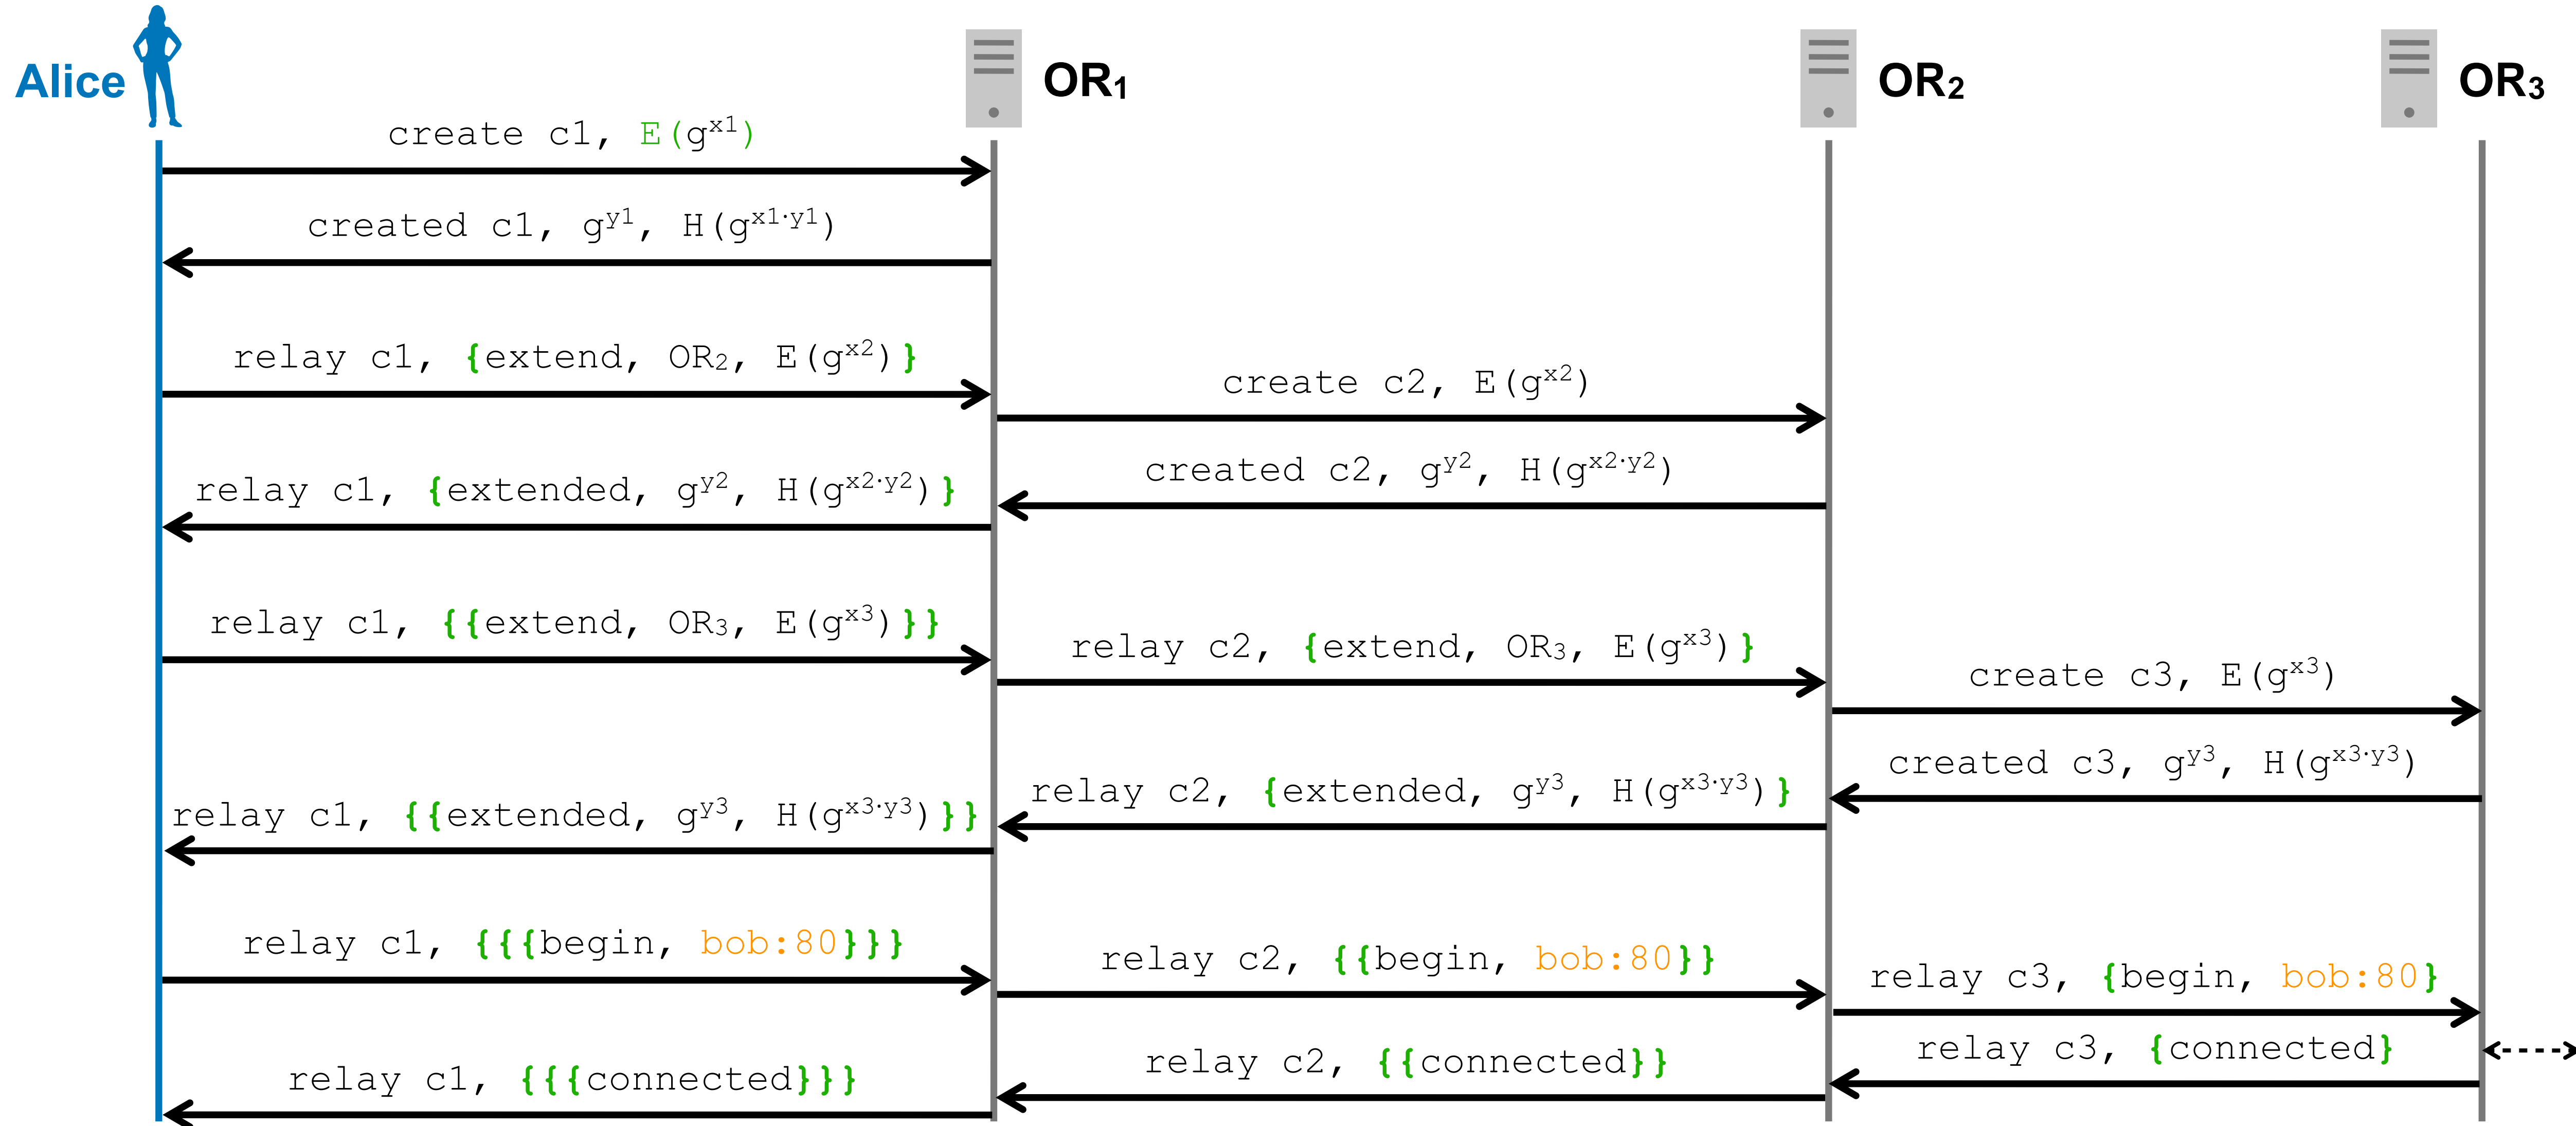 Alice
OR₁
OR₂
OR₃
create c1, E(gˣ¹)
created c1, gʸ¹, H(gˣ¹·ʸ¹)
relay c1, {extend, OR₂, E(gˣ²)}
create c2, E(gˣ²)
created c2, gʸ², H(gˣ²·ʸ²)
relay c1, {extended, gʸ², H(gˣ²·ʸ²)}
relay c1, {{extend, OR₃, E(gˣ³)}}
relay c2, {extend, OR₃, E(gˣ³)}
create c3, E(gˣ³)
created c3, gʸ³, H(gˣ³·ʸ³)
relay c2, {extended, gʸ³, H(gˣ³·ʸ³)}
relay c1, {{extended, gʸ³, H(gˣ³·ʸ³)}}
relay c1, {{{begin, bob:80}}}
relay c2, {{begin, bob:80}}
relay c3, {begin, bob:80}
relay c3, {connected}
relay c2, {{connected}}
relay c1, {{{connected}}}